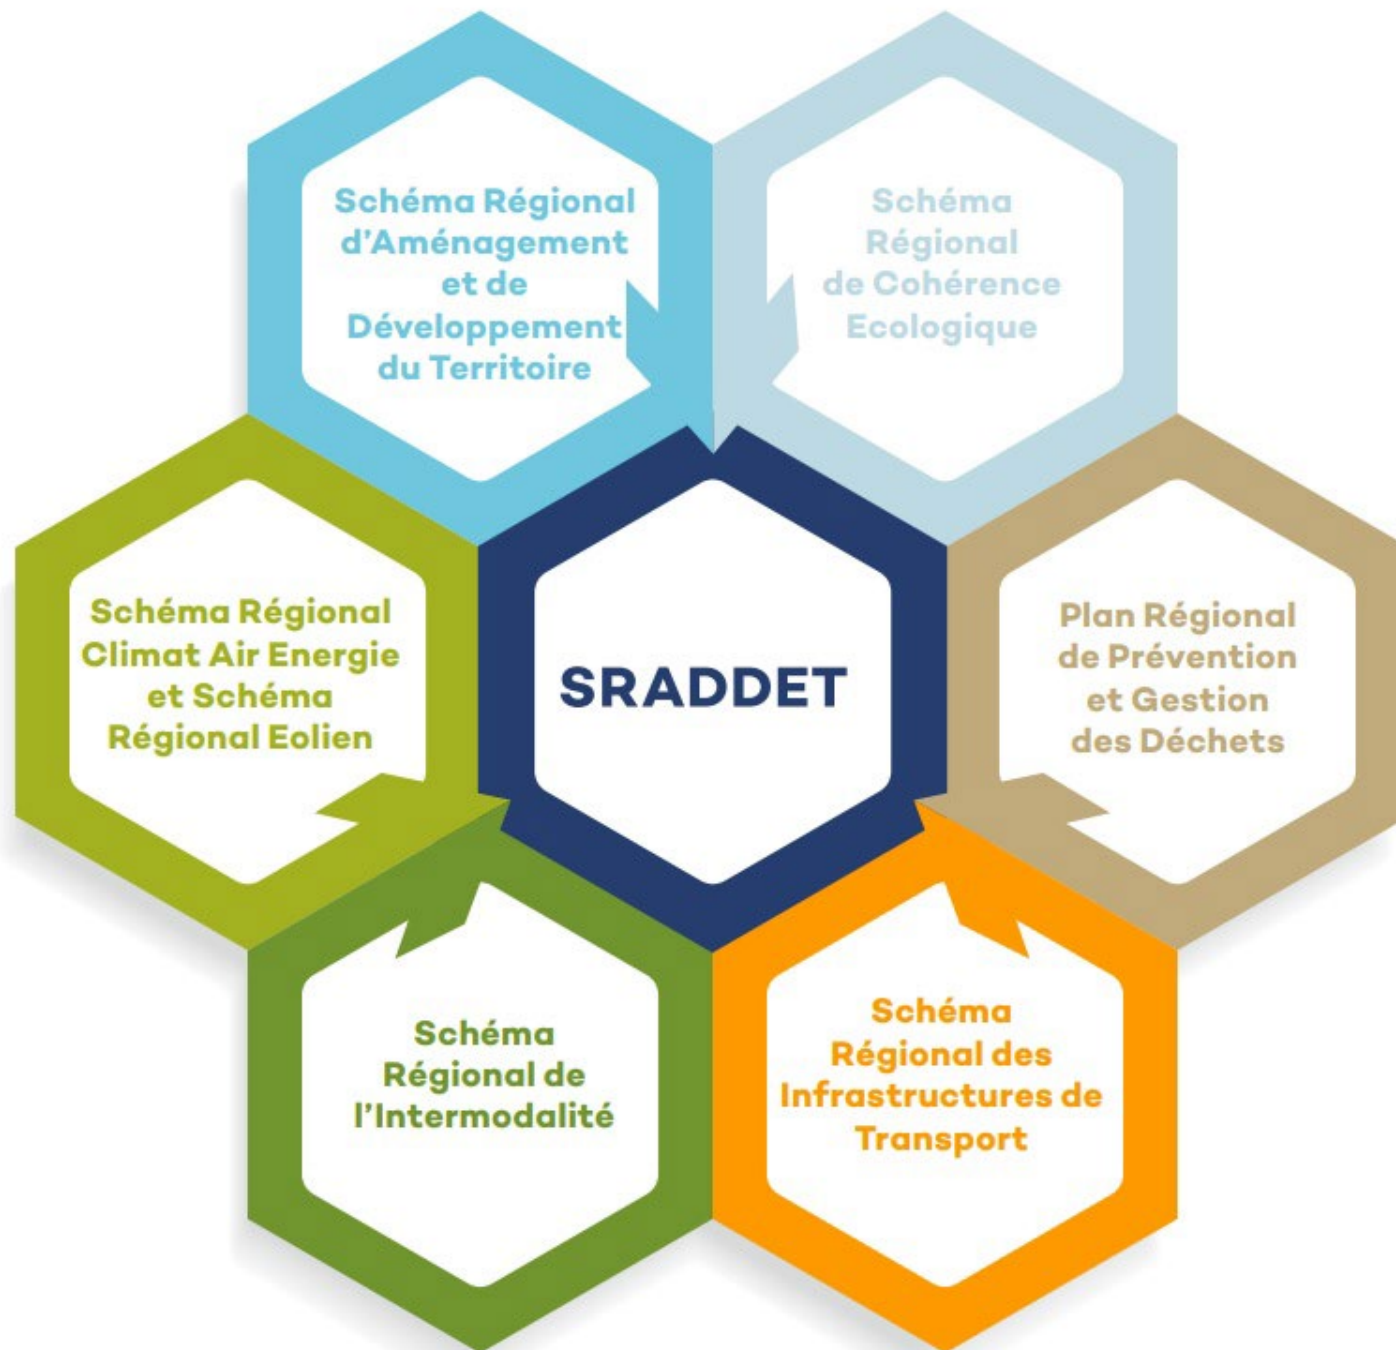 Schéma Régional
d'Aménagement
et de
Développement
du Territoire
Schéma
Régional
de Cohérence
Ecologique
Schéma Régional
Climat Air Energie
et Schéma
Régional Eolien
SRADDET
Plan Régional
de Prévention
et Gestion
des Déchets
Schéma
Régional de
l'Intermodalité
Schéma
Régional des
Infrastructures de
Transport